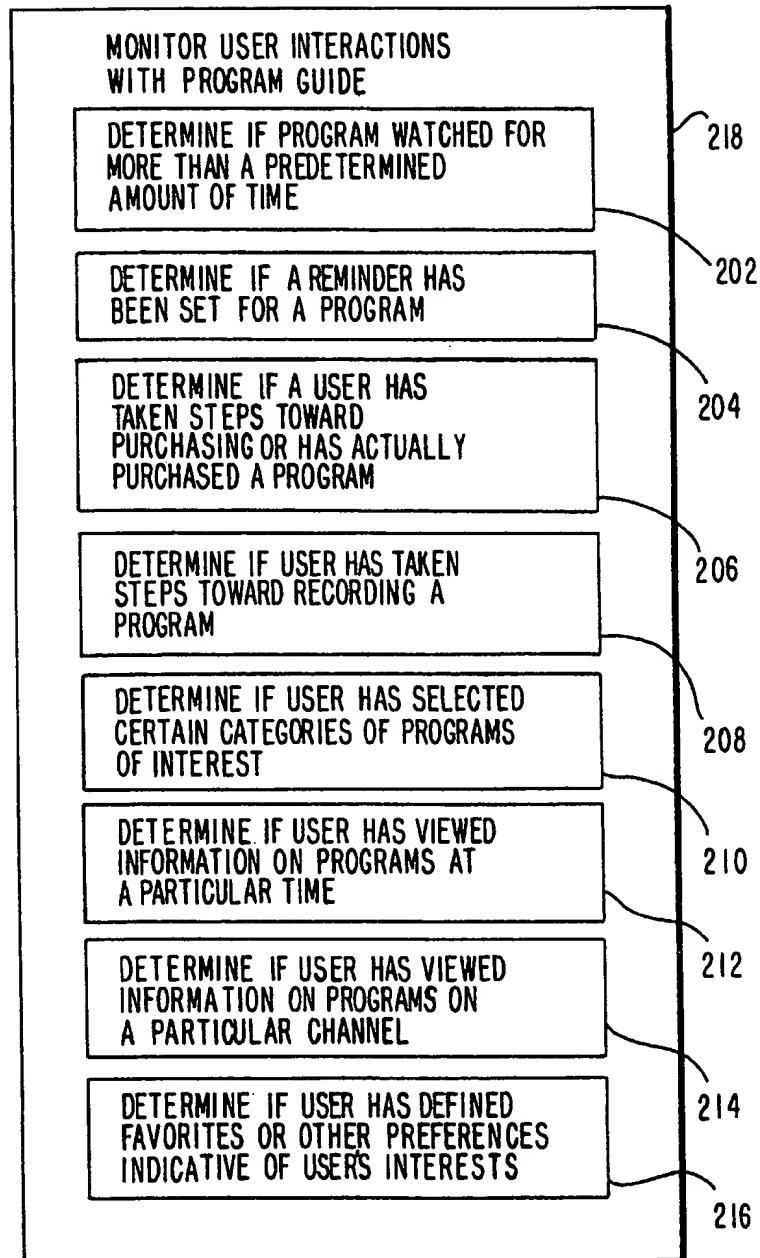 MONITOR USER INTERACTIONS
WITH PROGRAM GUIDE
218
DETERMINE IF PROGRAM WATCHED FOR
MORE THAN A PREDETERMINED
AMOUNT OF TIME
202
DETERMINE IF A REMINDER HAS
BEEN SET FOR A PROGRAM
204
DETERMINE IF A USER HAS
TAKEN STEPS TOWARD
PURCHASING OR HAS ACTUALLY
PURCHASED A PROGRAM
206
DETERMINE IF USER HAS TAKEN
STEPS TOWARD RECORDING A
PROGRAM
208
DETERMINE IF USER HAS SELECTED
CERTAIN CATEGORIES OF PROGRAMS
OF INTEREST
210
DETERMINE IF USER HAS VIEWED
INFORMATION ON PROGRAMS AT
A PARTICULAR TIME
212
DETERMINE IF USER HAS VIEWED
INFORMATION ON PROGRAMS ON
A PARTICULAR CHANNEL
214
DETERMINE IF USER HAS DEFINED
FAVORITES OR OTHER PREFERENCES
INDICATIVE OF USER'S INTERESTS
216